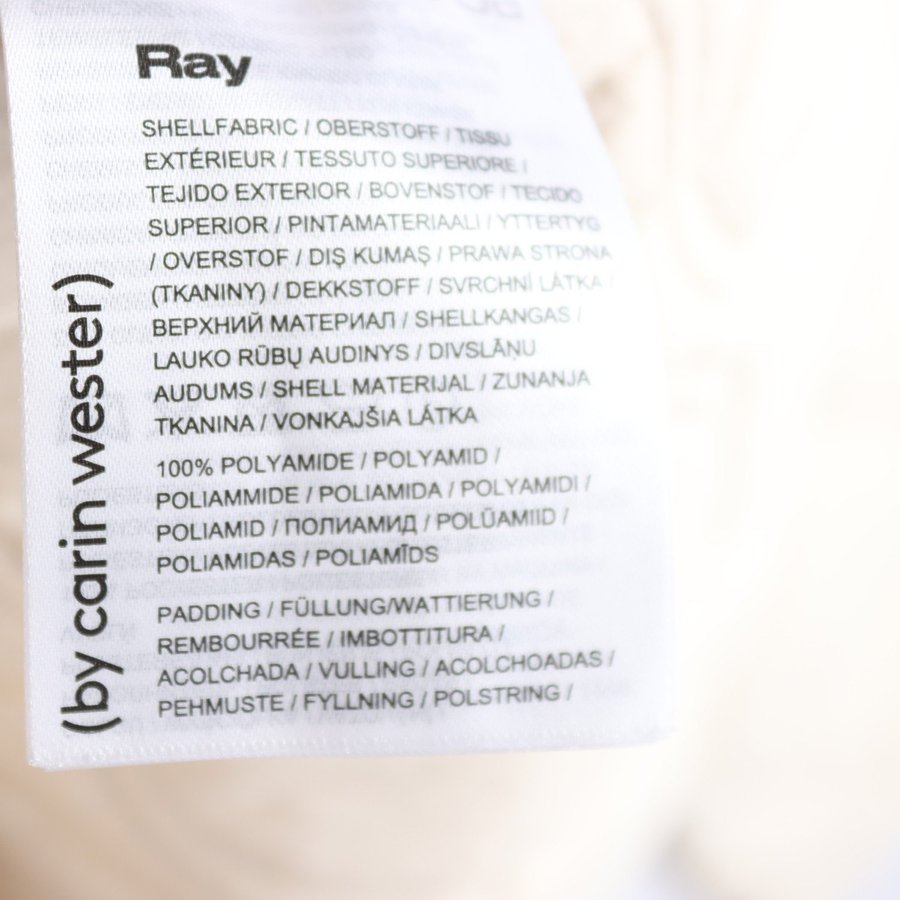 Ray
SHELLFABRIC / OBERSTOFF / TISSU
EXTÉRIEUR / TESSUTO SUPERIORE /
TEJIDO EXTERIOR / BOVENSTOF / TECIDO
SUPERIOR / PINTAMATERIAALI / YTTERTYG
/ OVERSTOF / DIŞ KUMAŞ / PRAWA STRONA
(TKANINY) / DEKKSTOFF / SVRCHNÍ LÁTKA /
ВЕРХНИЙ МАТЕРИАЛ / SHELLKANGAS /
LAUKO RŪBŲ AUDINYS / DIVSLĀŅU
AUDUMS / SHELL MATERIJAL / ZUNANJA
TKANINA / VONKAJŠIA LÁTKA
100% POLYAMIDE / POLYAMID /
POLIAMMIDE / POLIAMIDA / POLYAMIDI /
POLIAMID / ПОЛИАМИД / POLÜAMIID /
POLIAMIDAS / POLIAMĪDS
PADDING / FÜLLUNG/WATTIERUNG /
REMBOURRÉE / IMBOTTITURA /
ACOLCHADA / VULLING / ACOLCHOADAS /
PEHMUSTE / FYLLNING / POLSTRING /
(by carin wester)